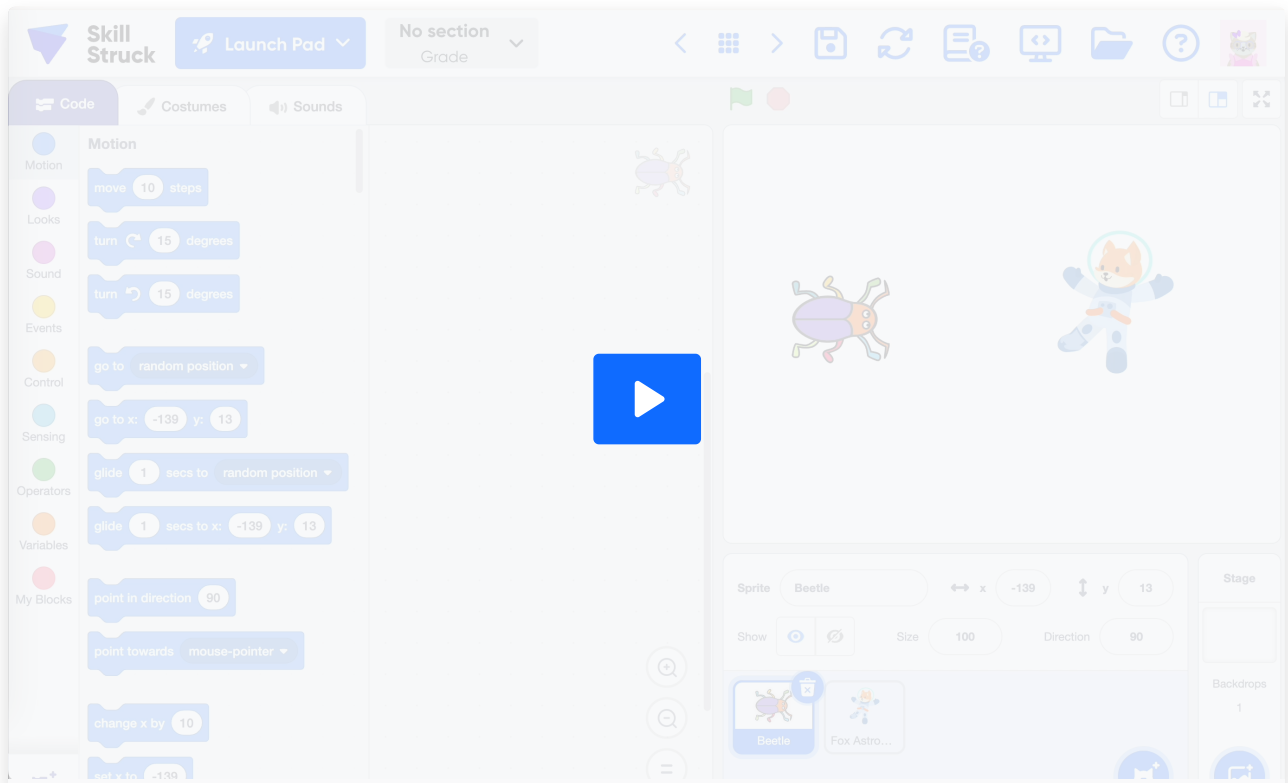 Skill Struck
Launch Pad
No section
Grade
Code
Costumes
Sounds
Motion
Looks
Sound
Events
Control
Sensing
Operators
Variables
My Blocks
Motion
move 10 steps
turn 15 degrees
turn 15 degrees
go to random position
go to x: -139 y: 13
glide 1 secs to random position
glide 1 secs to x: -139 y: 13
point in direction 90
point towards mouse-pointer
change x by 10
set x to -139
Sprite Beetle x -139 y 13
Show Size 100 Direction 90
Beetle
Fox Astro...
Stage
Backdrops
1